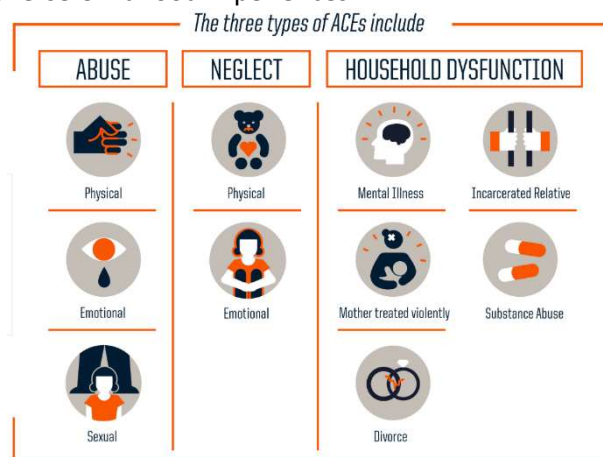 The three types of ACEs include
ABUSE
NEGLECT
HOUSEHOLD DYSFUNCTION
Physical
Emotional
Sexual
Physical
Emotional
Mental Illness
Incarcerated Relative
Mother treated violently
Substance Abuse
Divorce